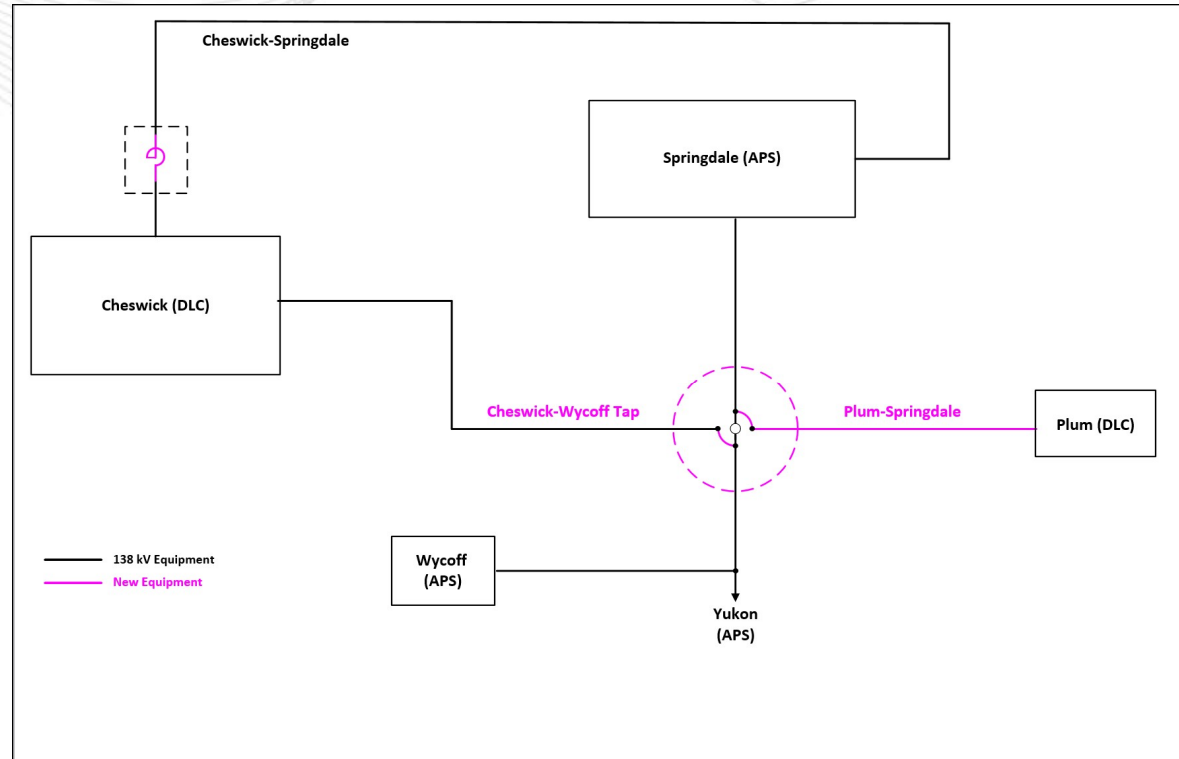 Cheswick-Springdale
Springdale (APS)
Cheswick (DLC)
Cheswick-Wycoff Tap
Plum-Springdale
Plum (DLC)
Wycoff
(APS)
138 kV Equipment
New Equipment
Yukon
(APS)